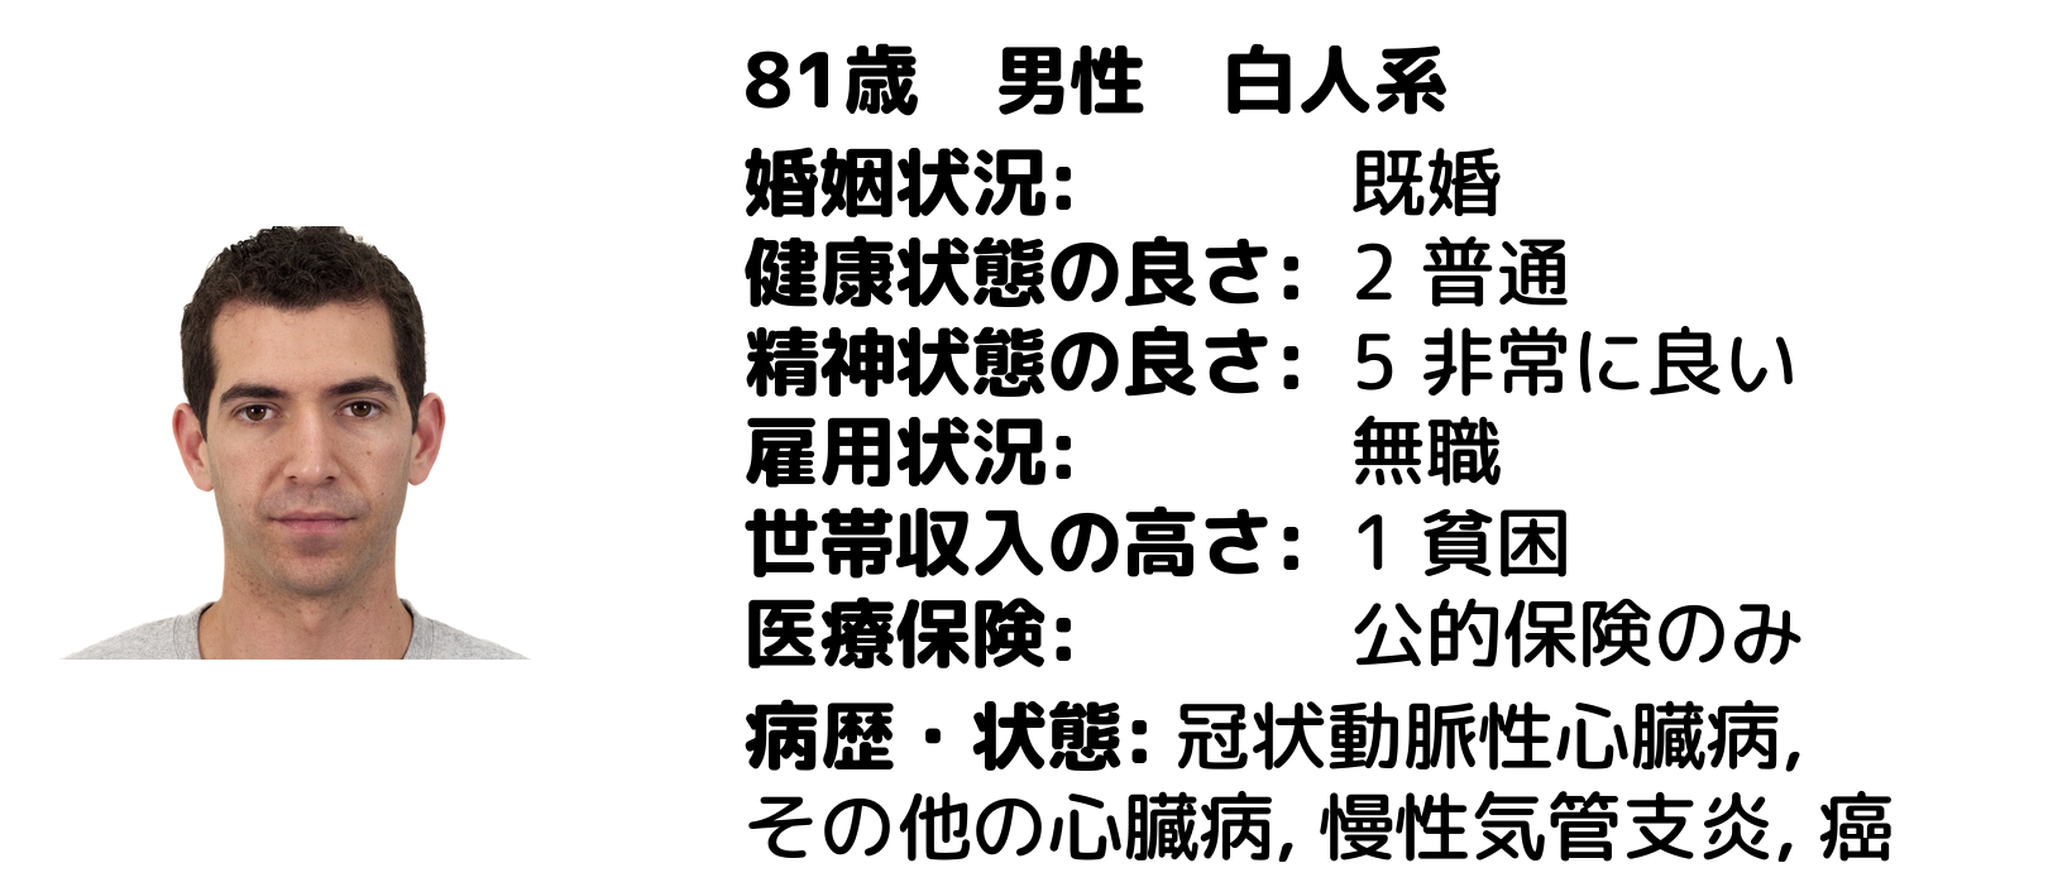 81歳　男性　白人系
婚姻状況: 既婚
健康状態の良さ: 2 普通
精神状態の良さ: 5 非常に良い
雇用状況: 無職
世帯収入の高さ: 1 貧困
医療保険: 公的保険のみ
病歴・状態: 冠状動脈性心臓病,
その他の心臓病, 慢性気管支炎, 癌